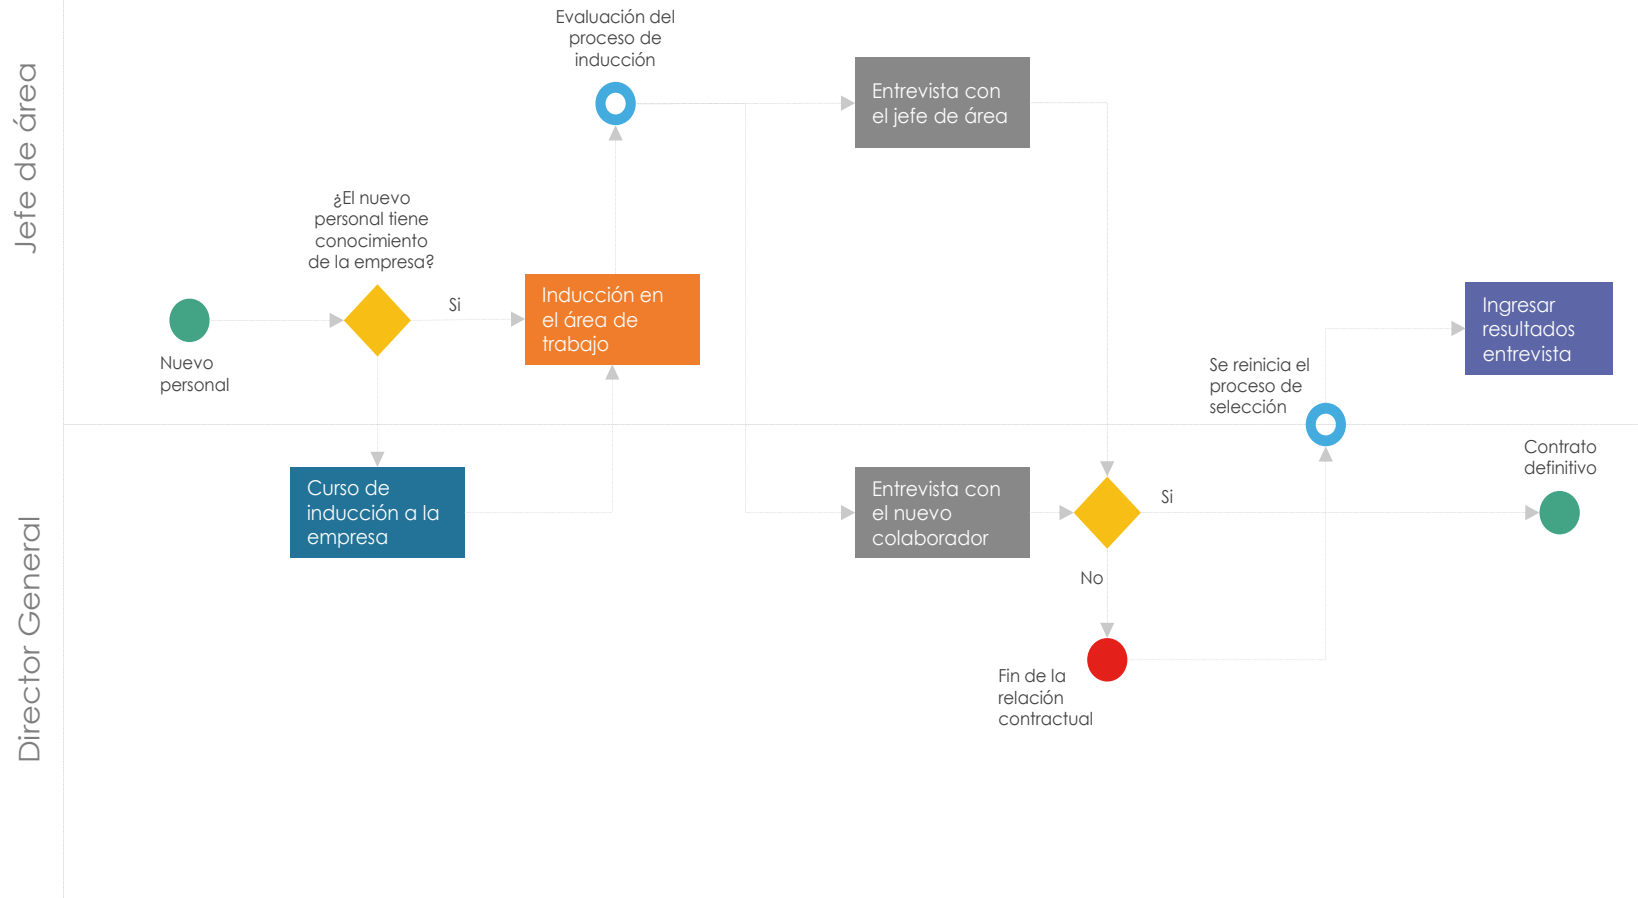 Jefe de área
Evaluación del
proceso de
inducción
Entrevista con
el jefe de área
¿El nuevo
personal tiene
conocimiento
de la empresa?
Si
Inducción en
el área de
trabajo
Nuevo
personal
Ingresar
resultados
entrevista
Se reinicia el
proceso de
selección
Director General
Curso de
inducción a la
empresa
Entrevista con
el nuevo
colaborador
Si
Contrato
definitivo
No
Fin de la
relación
contractual